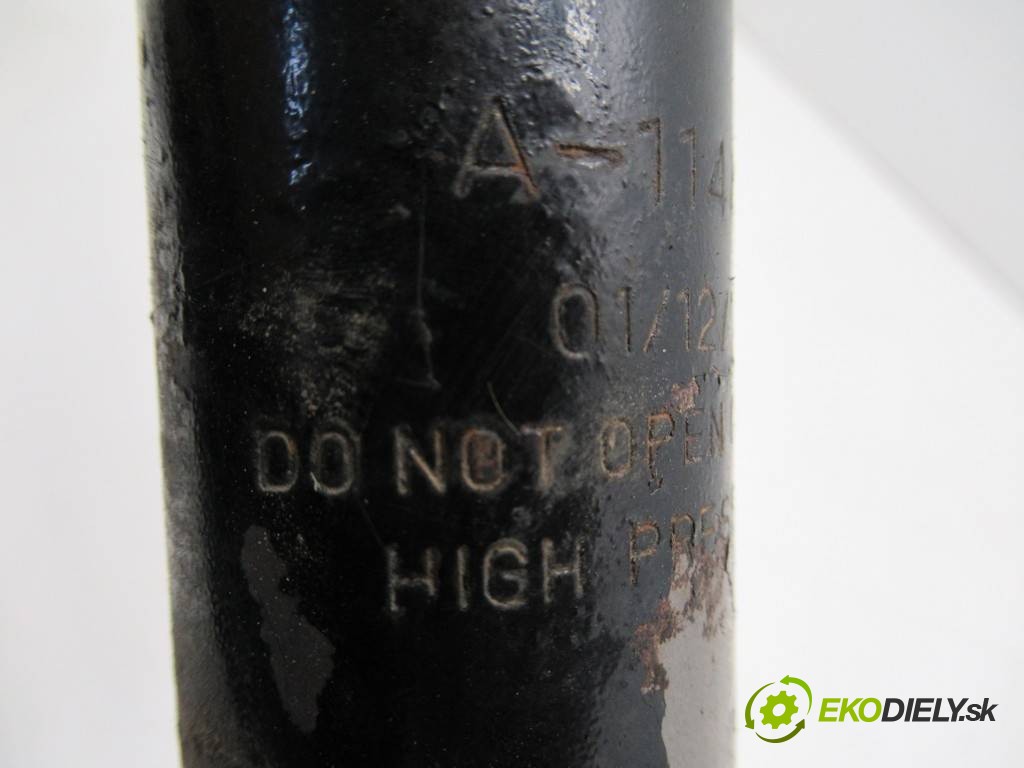 A-114
01/12/
DO NOT OPEN
HIGH PRES
EKODIELY.sk